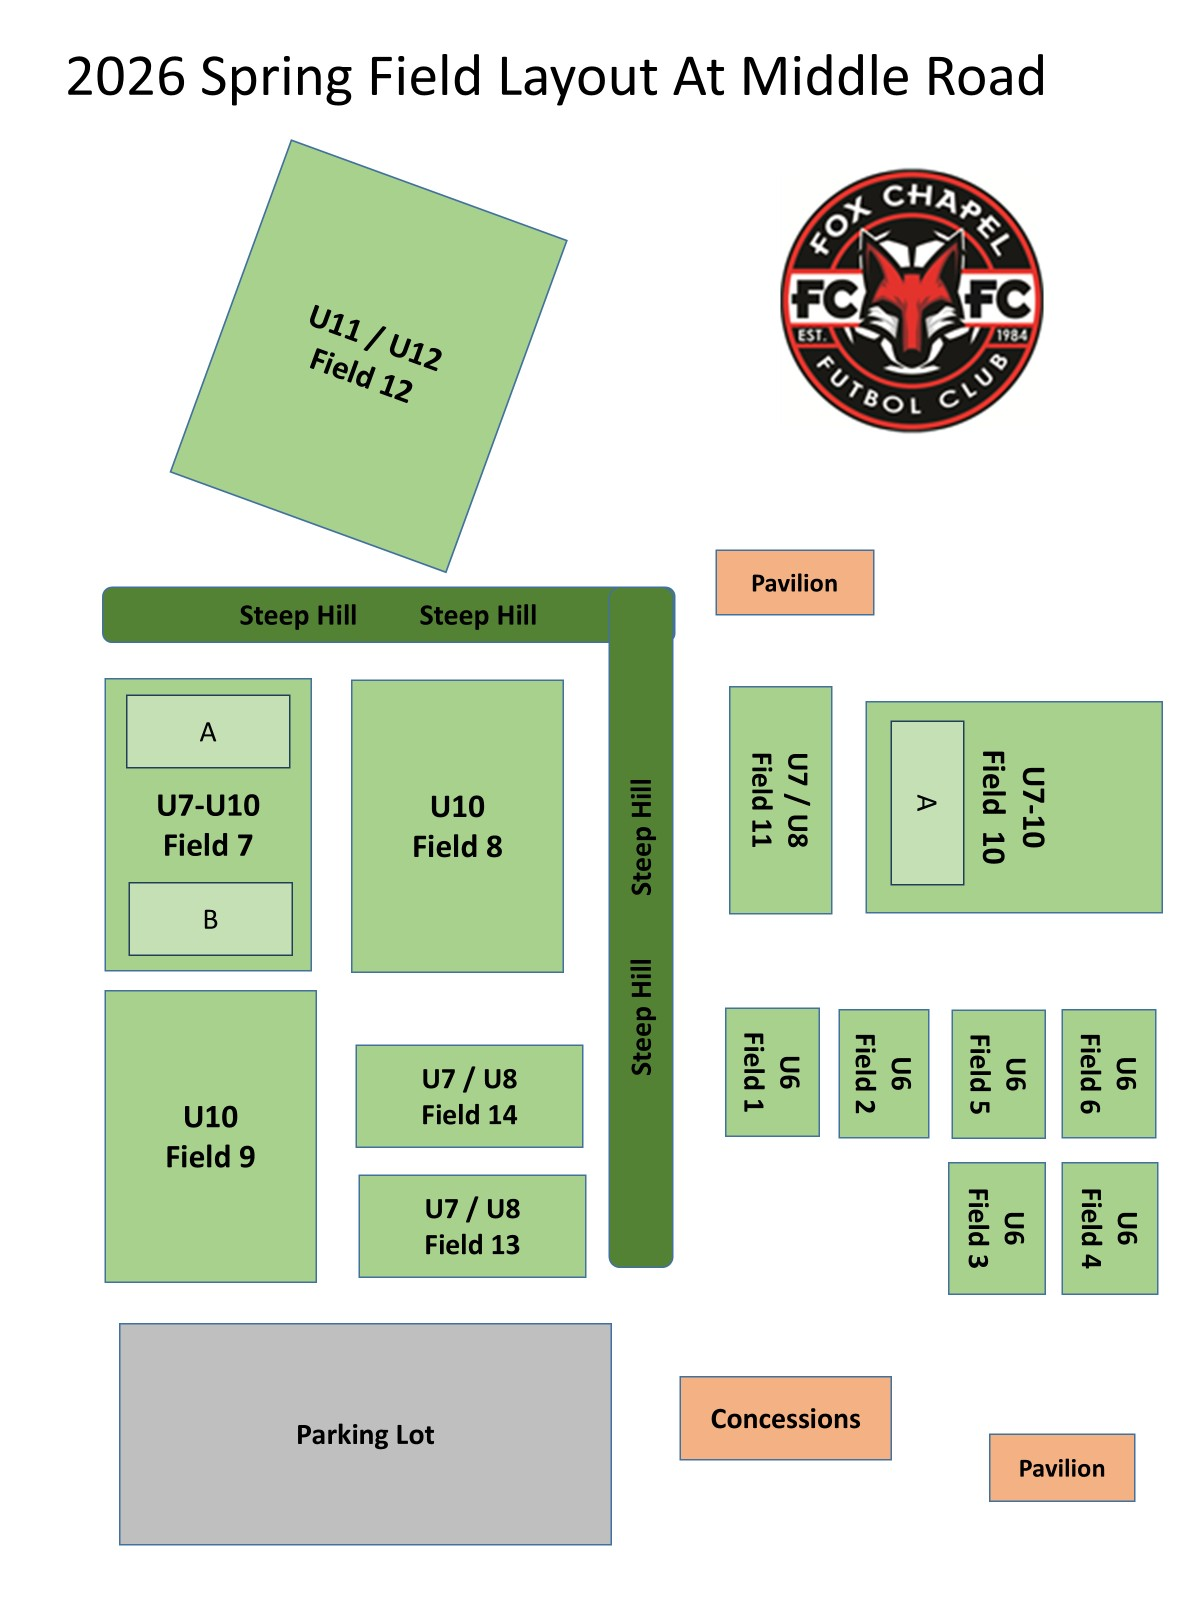 2026 Spring Field Layout At Middle Road
FOX CHAPEL
FC FC
EST. 1984
FUTBOL CLUB
U11 / U12
Field 12
Pavilion
Steep Hill Steep Hill
A
U7-U10
Field 7
B
U10
Field 8
Steep Hill
Steep Hill
U7 / U8
Field 11
A
U7-10
Field 10
U10
Field 9
U7 / U8
Field 14
U7 / U8
Field 13
U6
Field 1
U6
Field 2
U6
Field 5
U6
Field 6
U6
Field 3
U6
Field 4
Parking Lot
Concessions
Pavilion